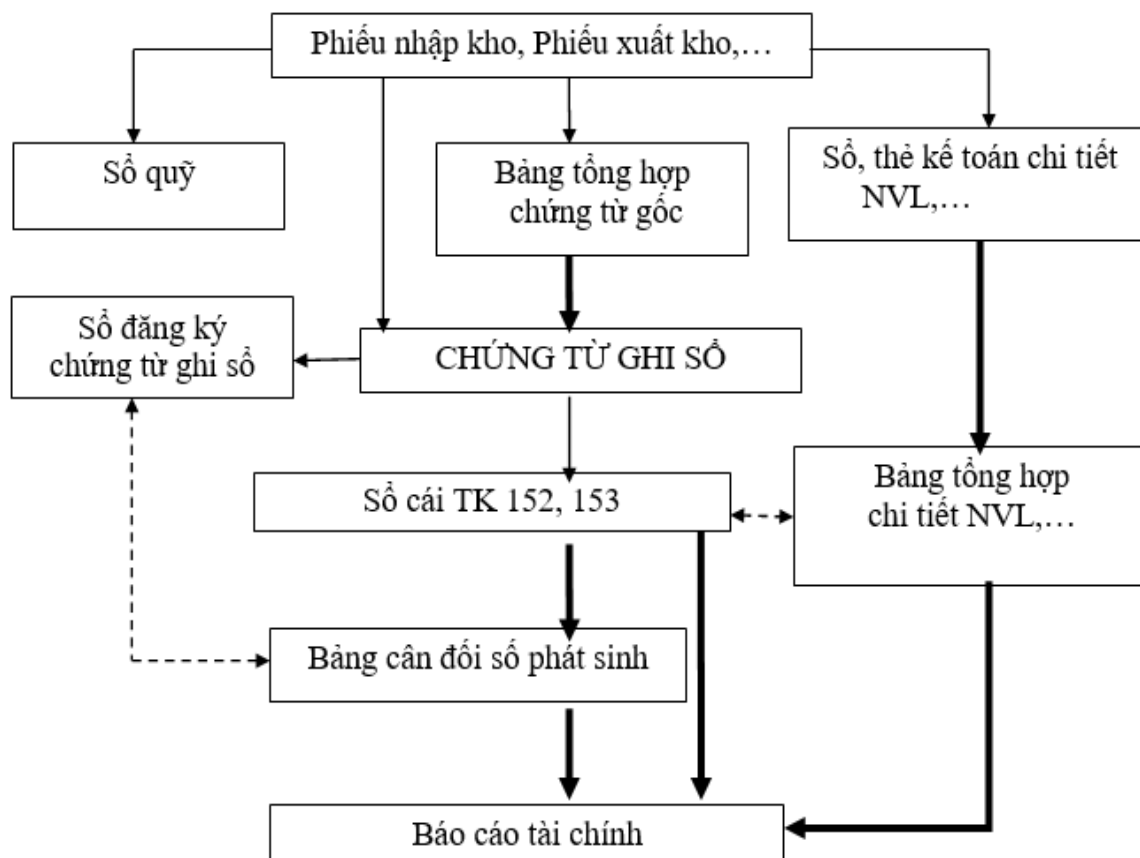 Phiếu nhập kho, Phiếu xuất kho,…
Sổ quỹ
Bảng tổng hợp
chứng từ gốc
Sổ, thẻ kế toán chi tiết
NVL,…
Sổ đăng ký
chứng từ ghi sổ
CHỨNG TỪ GHI SỔ
Sổ cái TK 152, 153
Bảng tổng hợp
chi tiết NVL,…
Bảng cân đối số phát sinh
Báo cáo tài chính